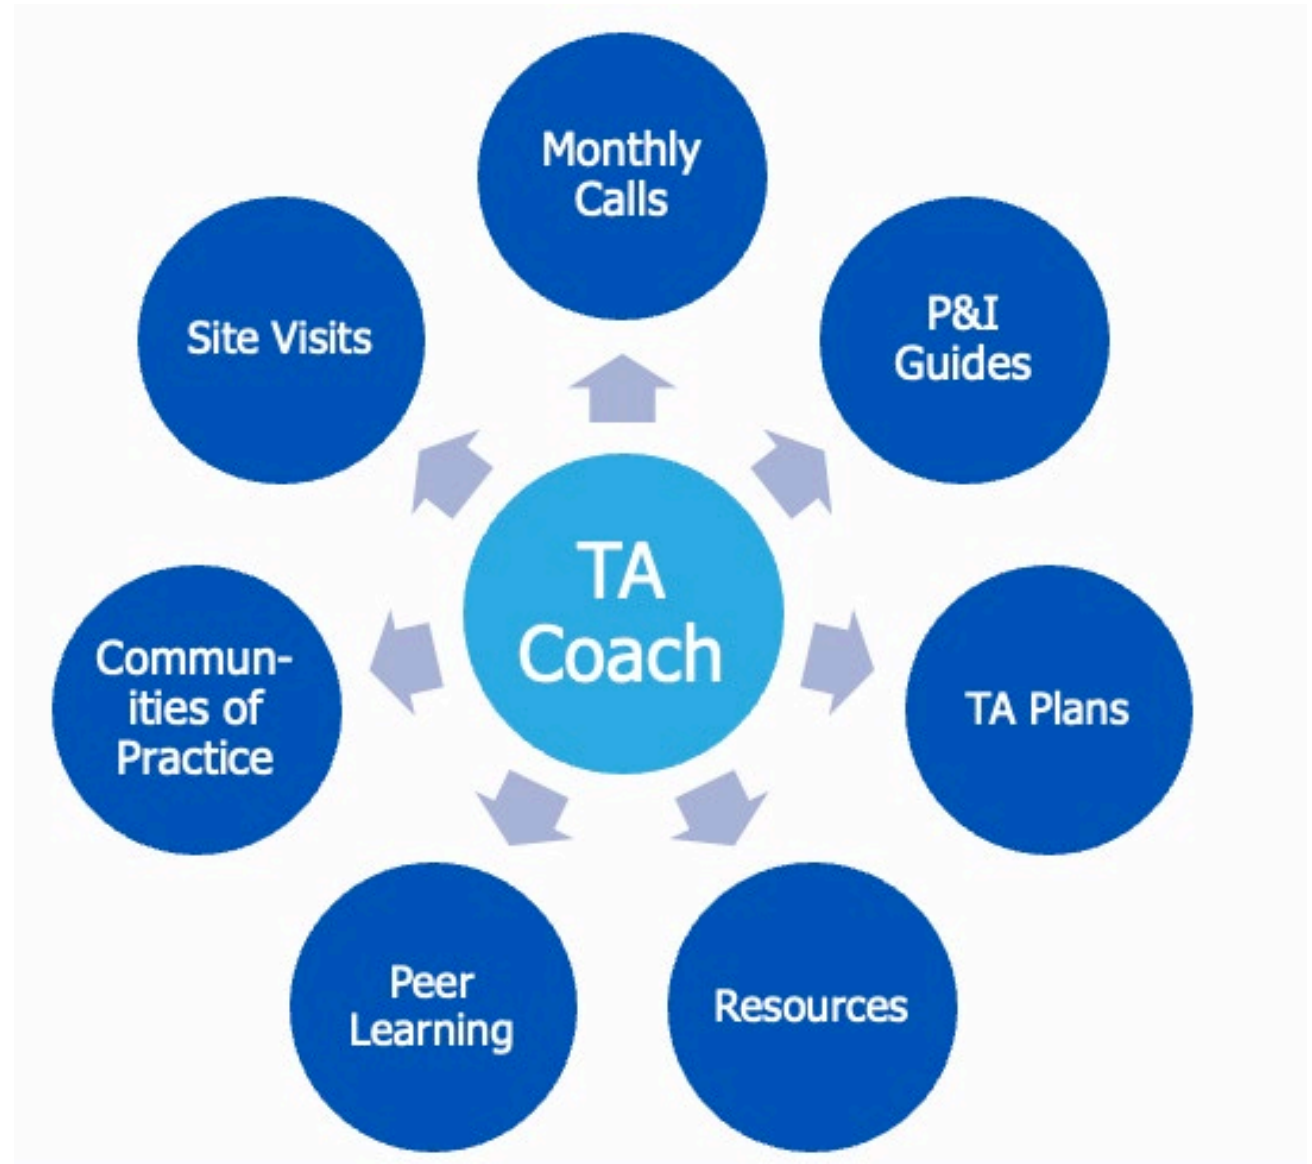 Monthly
Calls
P&I
Guides
TA Plans
Resources
Peer
Learning
Commun-
ities of
Practice
Site Visits
TA
Coach